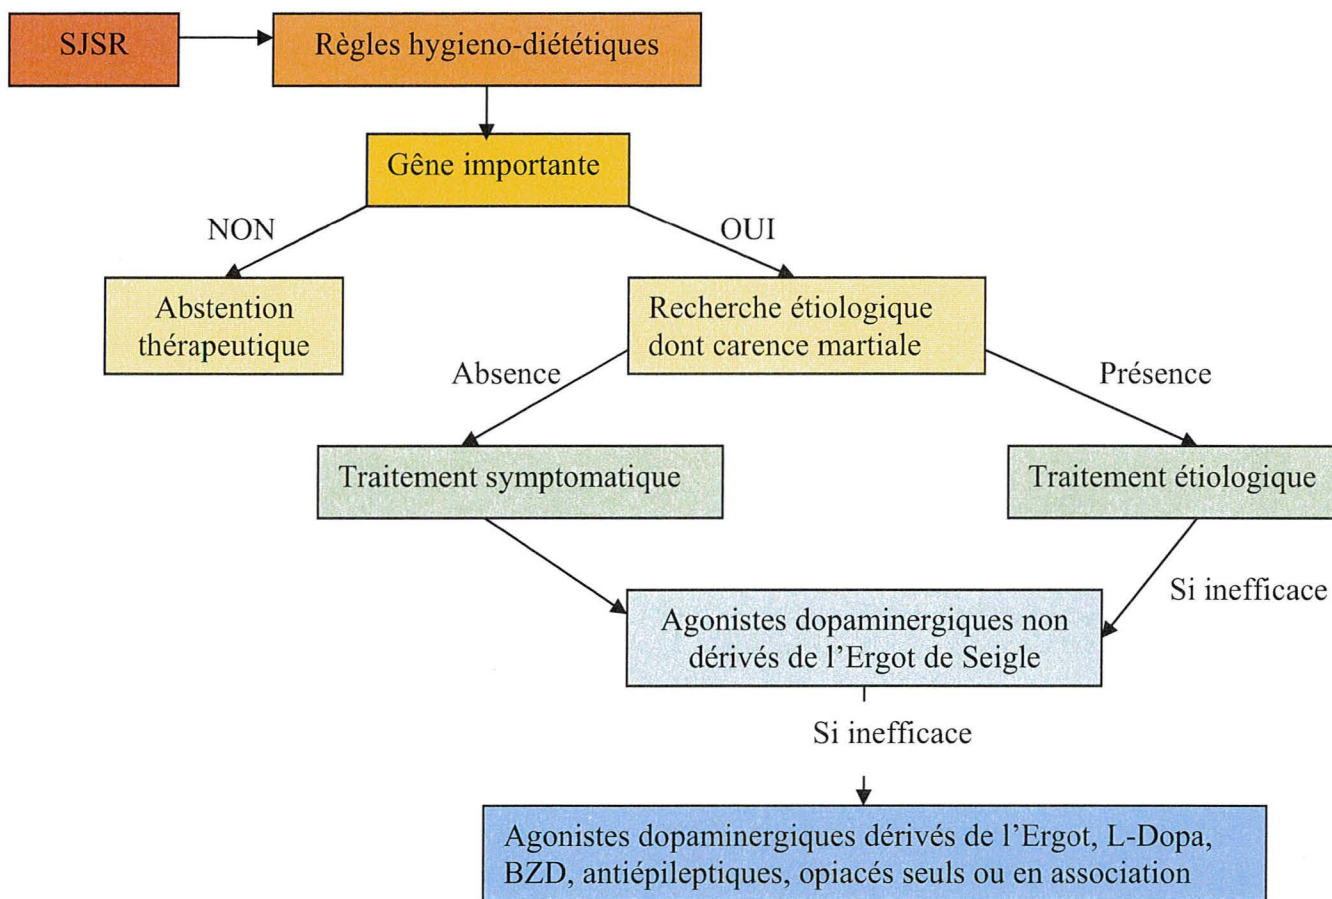 SJSR
Règles hygieno-diététiques
Gêne importante
NON
OUI
Abstention
thérapeutique
Recherche étiologique
dont carence martiale
Absence
Présence
Traitement symptomatique
Traitement étiologique
Si inefficace
Agonistes dopaminergiques non
dérivés de l’Ergot de Seigle
Si inefficace
Agonistes dopaminergiques dérivés de l’Ergot, L-Dopa,
BZD, antiépileptiques, opiacés seuls ou en association